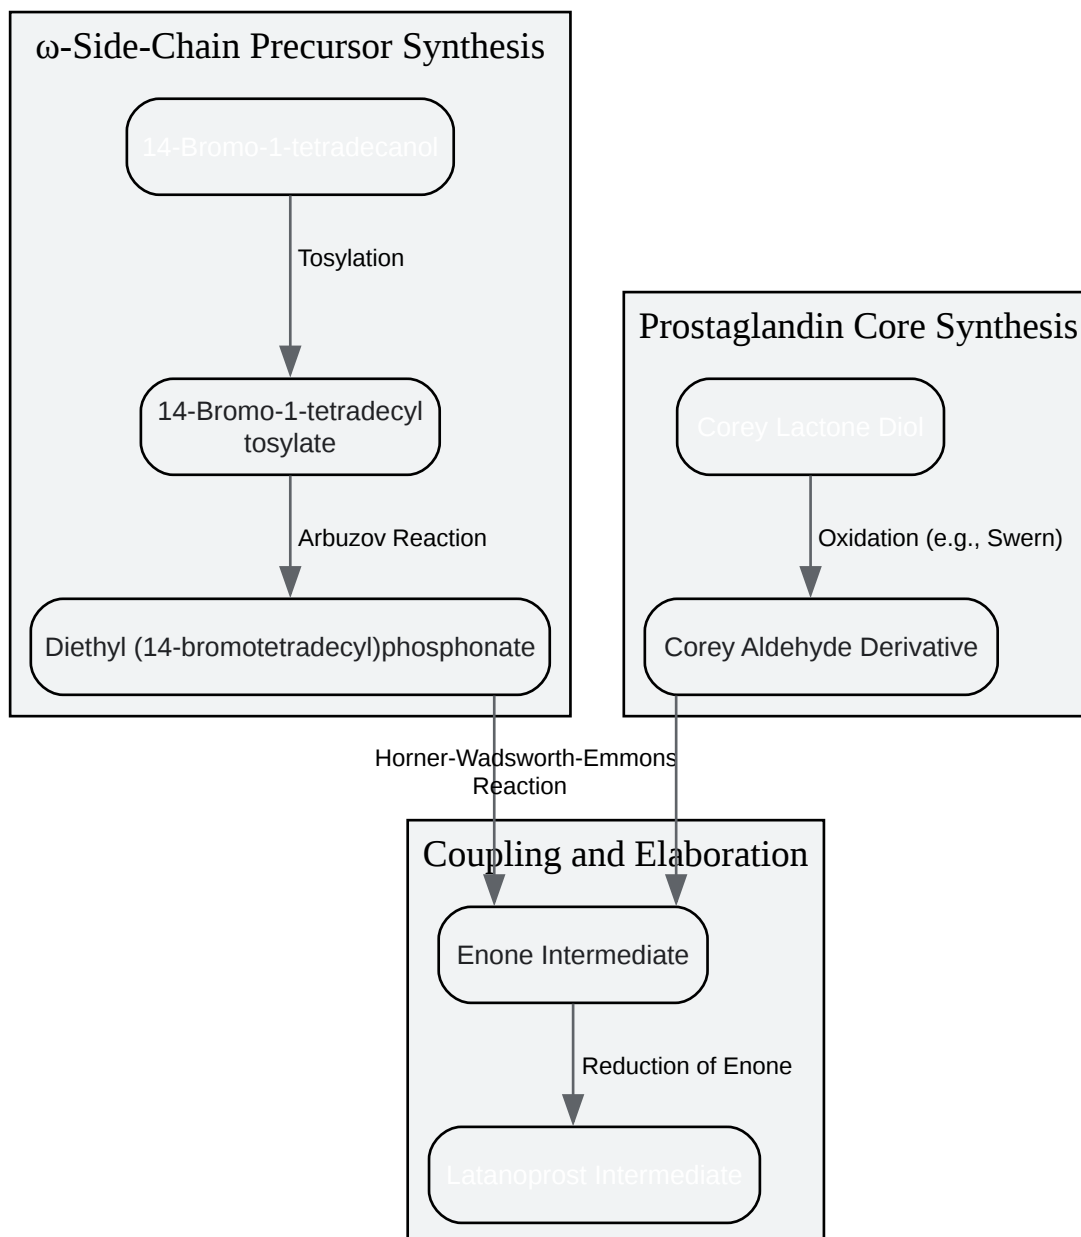 ω-Side-Chain Precursor Synthesis
14-Bromo-1-tetradecanol
Tosylation
14-Bromo-1-tetradecyl
tosylate
Arbuzov Reaction
Diethyl (14-bromotetradecyl)phosphonate
Prostaglandin Core Synthesis
Corey Lactone Diol
Oxidation (e.g., Swern)
Corey Aldehyde Derivative
Horner-Wadsworth-Emmons
Reaction
Coupling and Elaboration
Enone Intermediate
Reduction of Enone
Latanoprost Intermediate